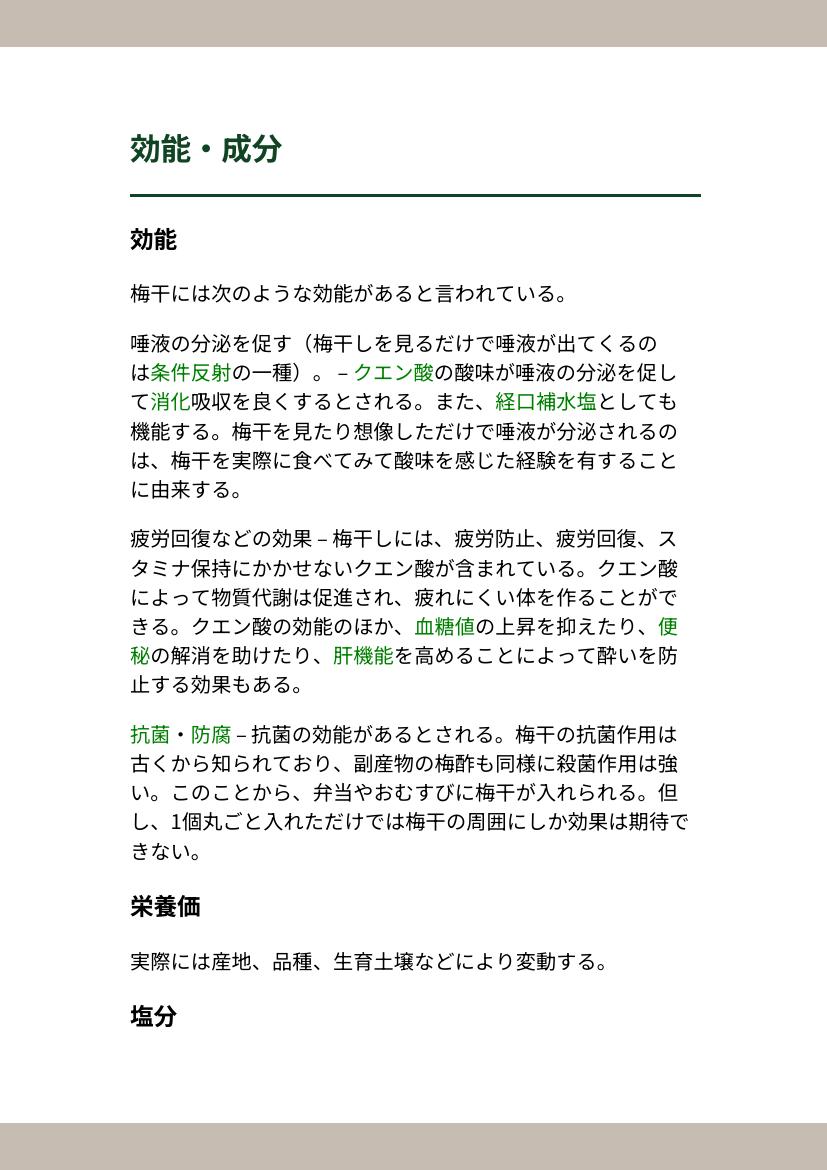 効能・成分
効能
梅干には次のような効能があると言われている。
唾液の分泌を促す（梅干しを見るだけで唾液が出てくるの
は条件反射の一種）。 – クエン酸の酸味が唾液の分泌を促し
て消化吸収を良くするとされる。また、経口補水塩としても
機能する。梅干を見たり想像しただけで唾液が分泌されるの
は、梅干を実際に食べてみて酸味を感じた経験を有すること
に由来する。
疲労回復などの効果 – 梅干しには、疲労防止、疲労回復、ス
タミナ保持にかかせないクエン酸が含まれている。クエン酸
によって物質代謝は促進され、疲れにくい体を作ることがで
きる。クエン酸の効能のほか、血糖値の上昇を抑えたり、便
秘の解消を助けたり、肝機能を高めることによって酔いを防
止する効果もある。
抗菌・防腐 – 抗菌の効能があるとされる。梅干の抗菌作用は
古くから知られており、副産物の梅酢も同様に殺菌作用は強
い。このことから、弁当やおむすびに梅干が入れられる。但
し、1個丸ごと入れただけでは梅干の周囲にしか効果は期待で
きない。
栄養価
実際には産地、品種、生育土壌などにより変動する。
塩分